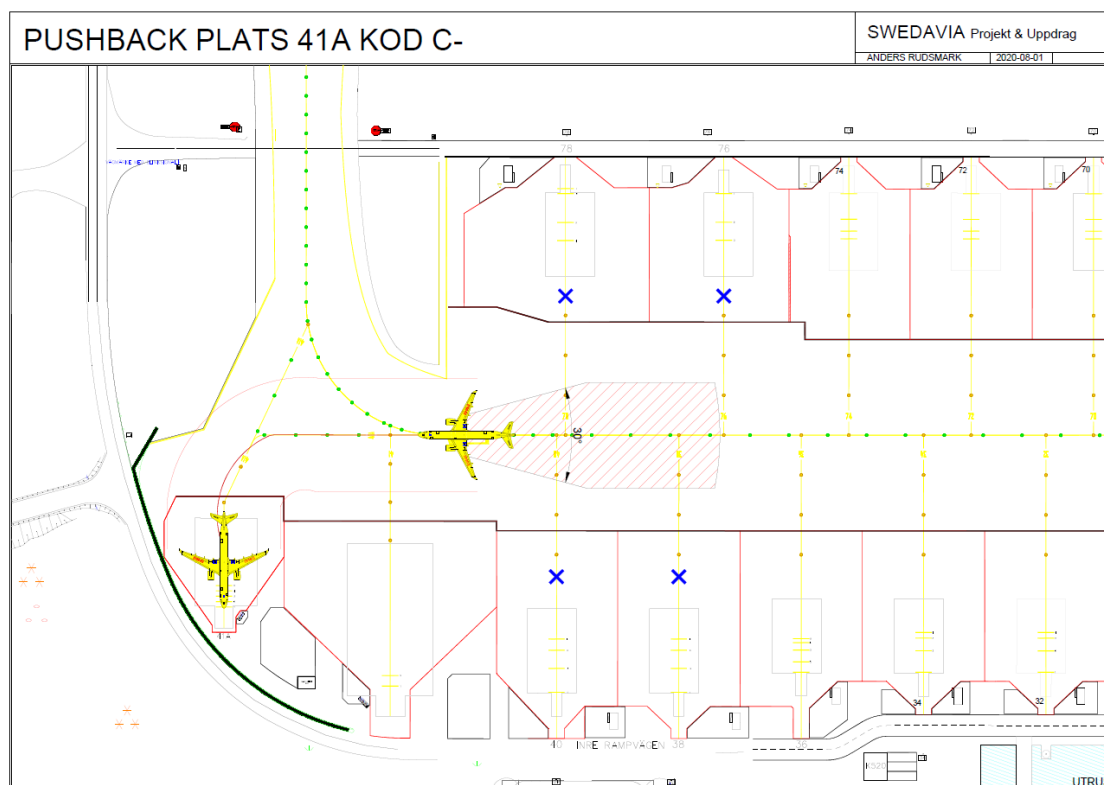 PUSHBACK PLATS 41A KOD C-
SWEDAVIA Projekt & Uppdrag
ANDERS RUDSMARK 2020-08-01
78 76
74 72 70
30°
34 32
40 INRE RAMPVÄGEN 38 36
K520
UTRU